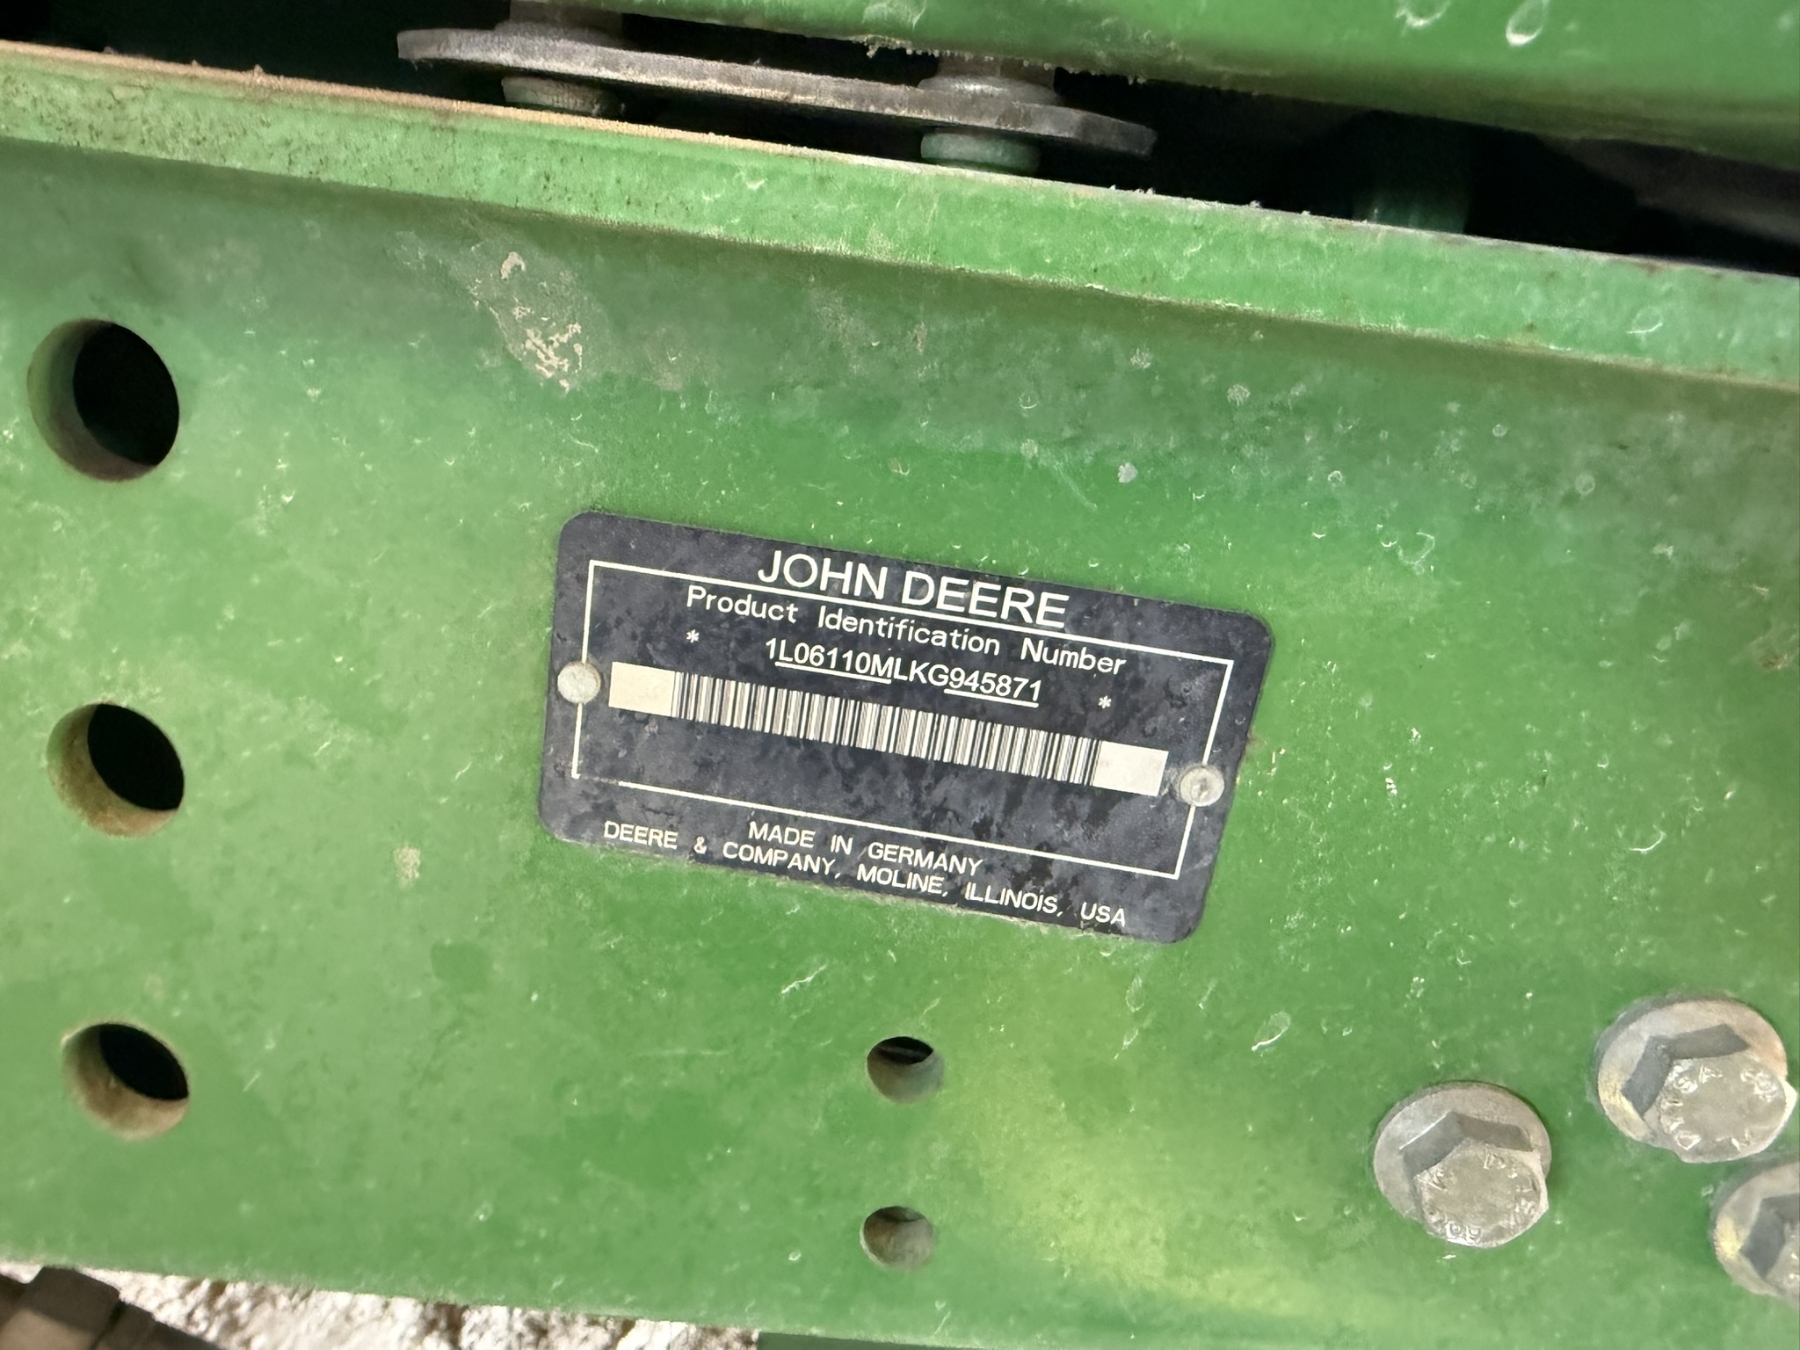 JOHN DEERE
Product Identification Number
* 1L06110MLKG945871 *
MADE IN GERMANY
DEERE & COMPANY, MOLINE, ILLINOIS, USA